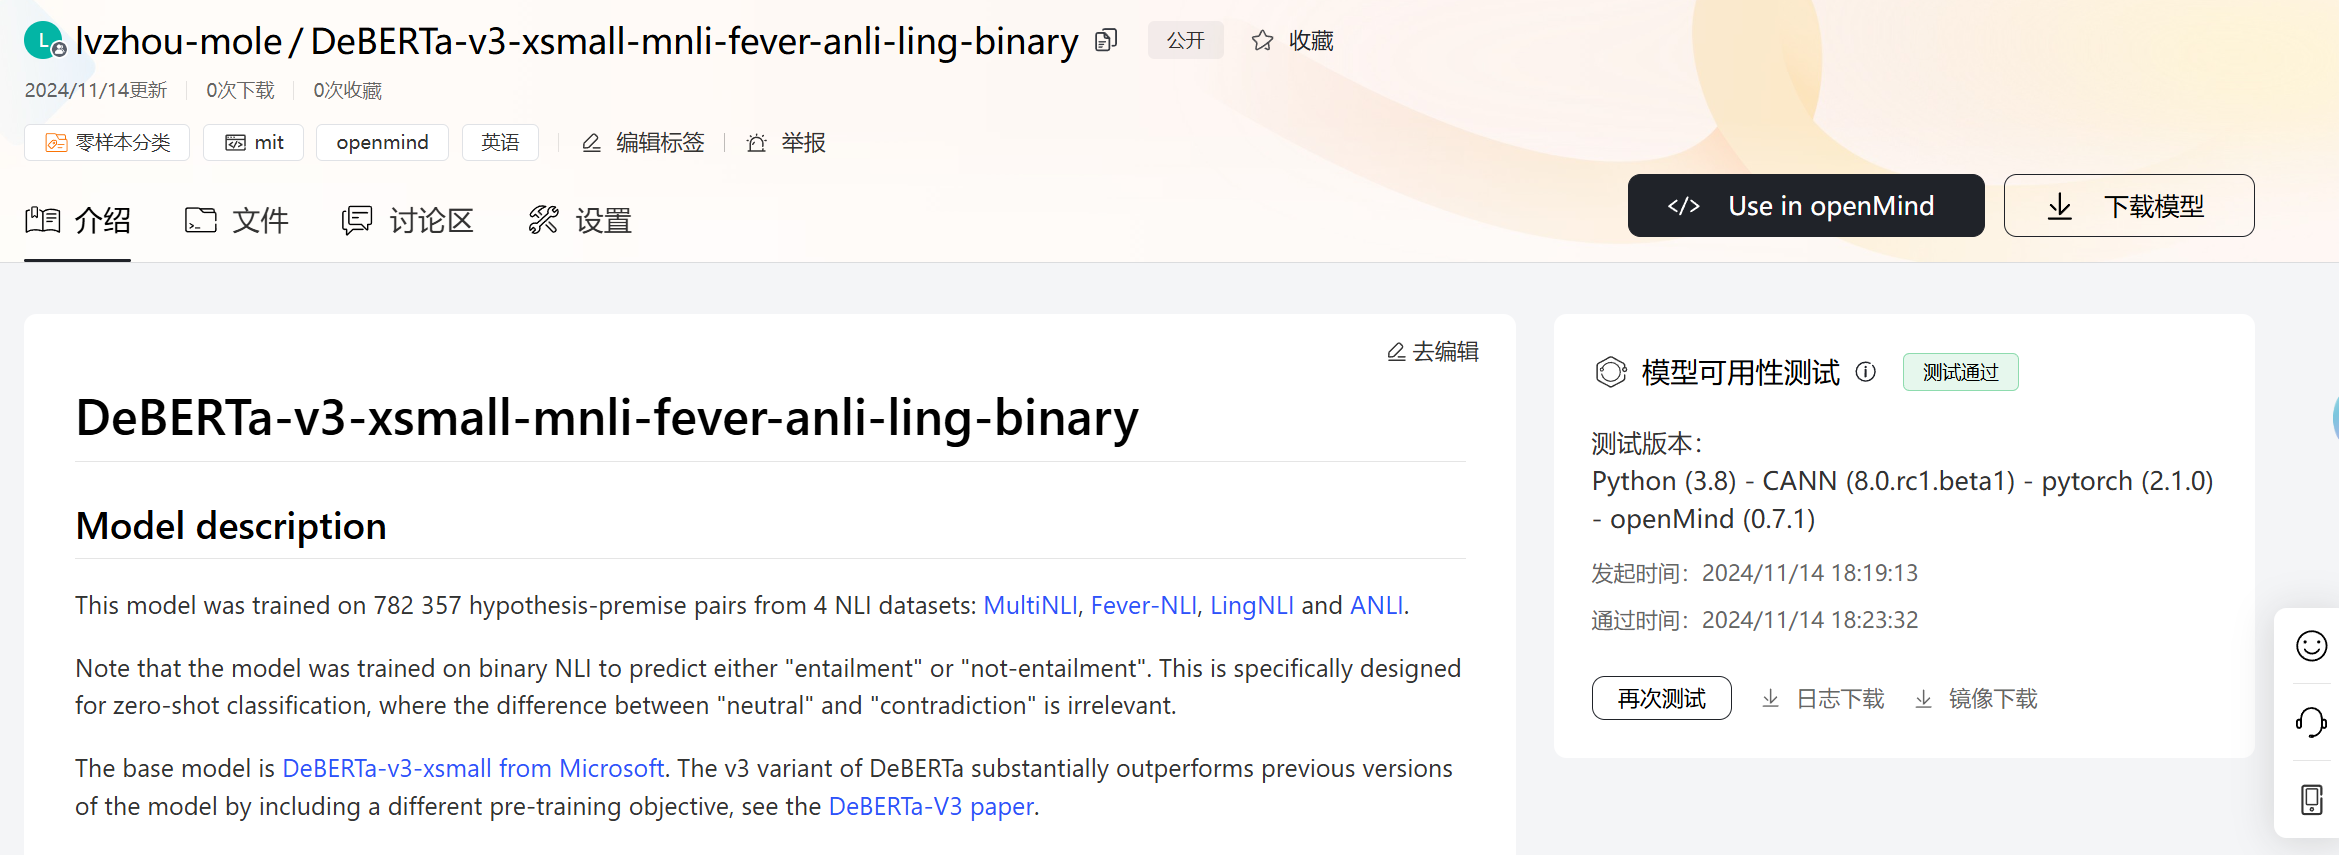 L lvzhou-mole / DeBERTa-v3-xsmall-mnli-fever-anli-ling-binary 公开 收藏
2024/11/14更新 0次下载 0次收藏
零样本分类 mit openmind 英语 编辑标签 举报
介绍 文件 讨论区 设置 </> Use in openMind 下载模型
去编辑
DeBERTa-v3-xsmall-mnli-fever-anli-ling-binary
Model description
This model was trained on 782 357 hypothesis-premise pairs from 4 NLI datasets: MultiNLI, Fever-NLI, LingNLI and ANLI.
Note that the model was trained on binary NLI to predict either "entailment" or "not-entailment". This is specifically designed
for zero-shot classification, where the difference between "neutral" and "contradiction" is irrelevant.
The base model is DeBERTa-v3-xsmall from Microsoft. The v3 variant of DeBERTa substantially outperforms previous versions
of the model by including a different pre-training objective, see the DeBERTa-V3 paper.
模型可用性测试 测试通过
测试版本：
Python (3.8) - CANN (8.0.rc1.beta1) - pytorch (2.1.0)
- openMind (0.7.1)
发起时间：2024/11/14 18:19:13
通过时间：2024/11/14 18:23:32
再次测试 日志下载 镜像下载